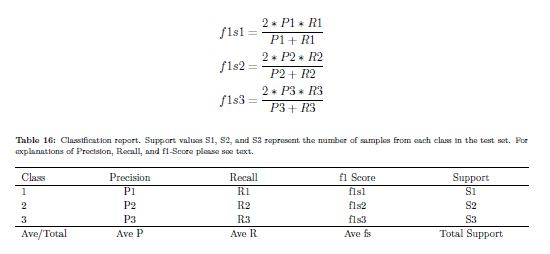 f1s1 = 2 * P1 * R1 / P1 + R1
f1s2 = 2 * P2 * R2 / P2 + R2
f1s3 = 2 * P3 * R3 / P3 + R3
Table 16: Classification report. Support values S1, S2, and S3 represent the number of samples from each class in the test set. For
explanations of Precision, Recall, and f1-Score please see text.
Class Precision Recall f1 Score Support
1 P1 R1 f1s1 S1
2 P2 R2 f1s2 S2
3 P3 R3 f1s3 S3
Ave/Total Ave P Ave R Ave fs Total Support